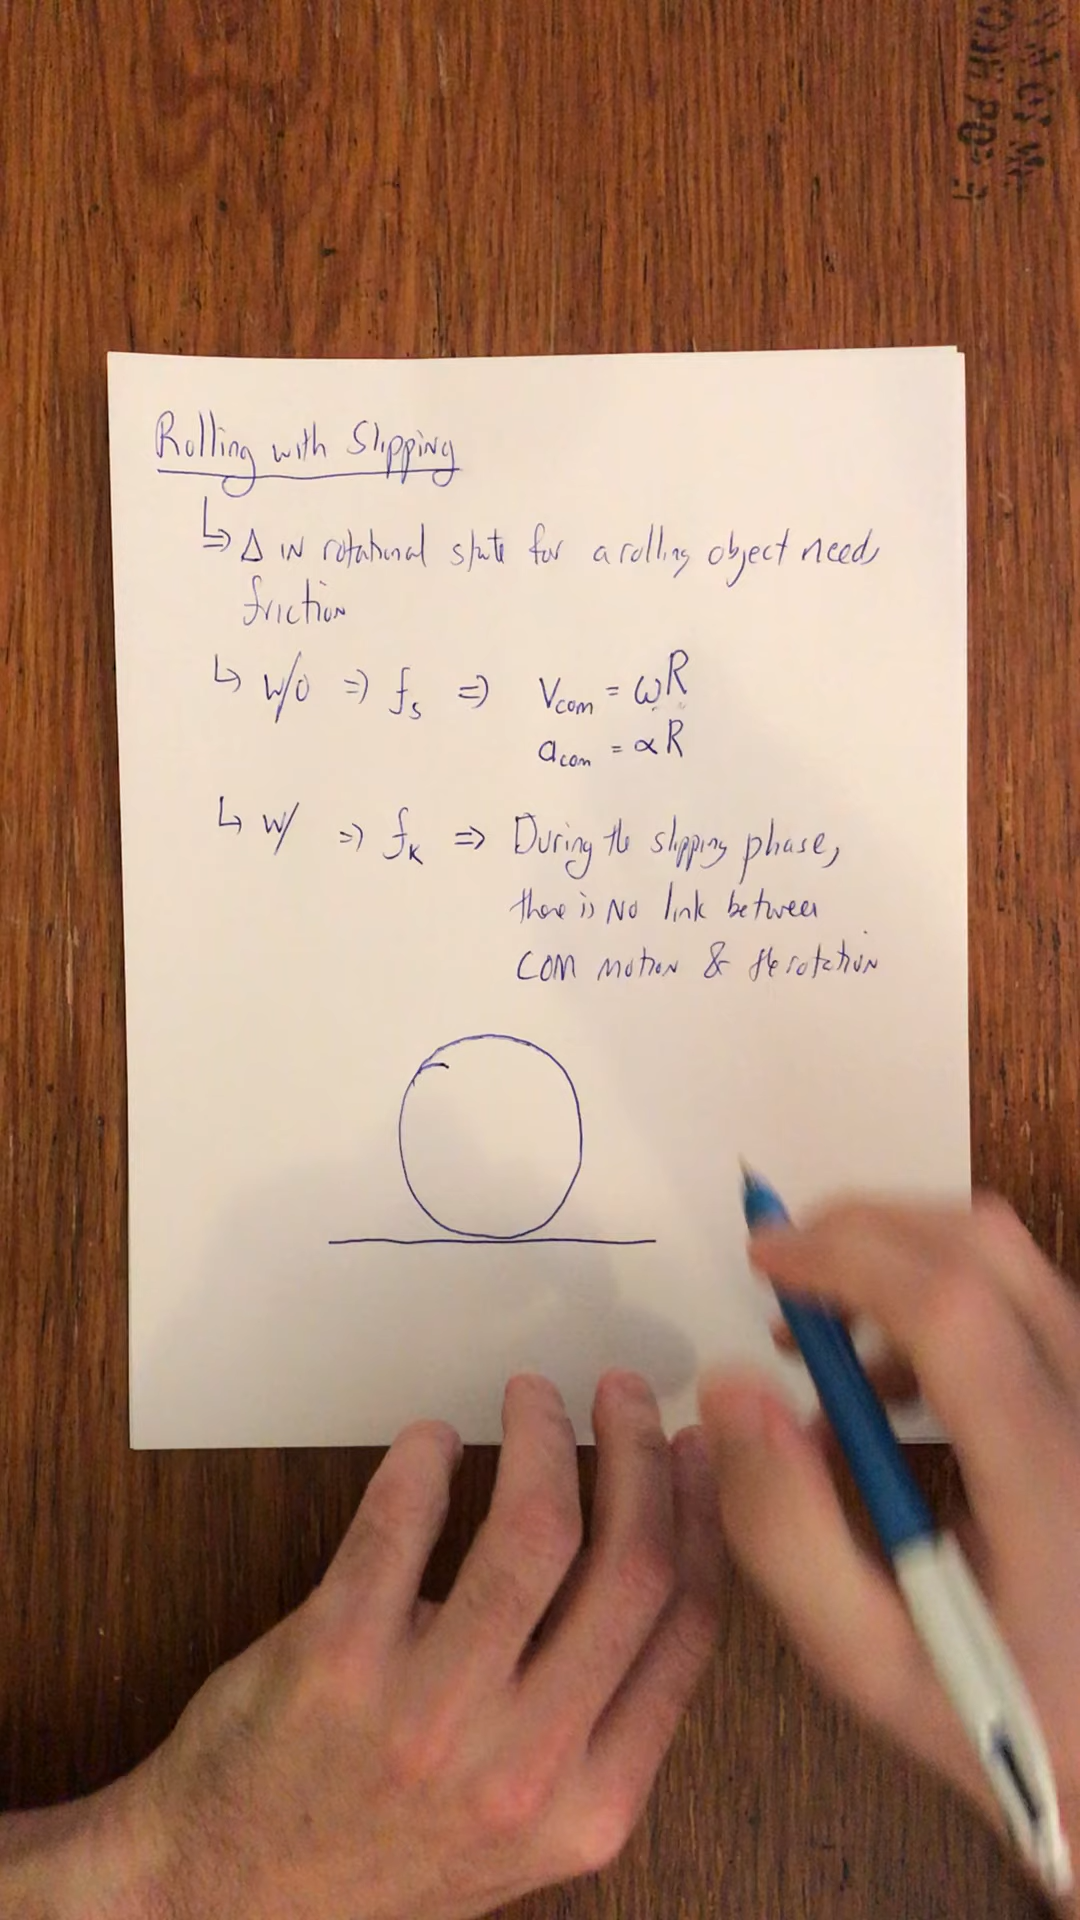 Rolling with Slipping
↳ Δ in rotational state for a rolling object needs
friction
↳ w/o ⇒ fs ⇒ Vcom = ωR
acom = αR
↳ w/ ⇒ fk ⇒ During the slipping phase,
there is no link between
COM motion & the rotation